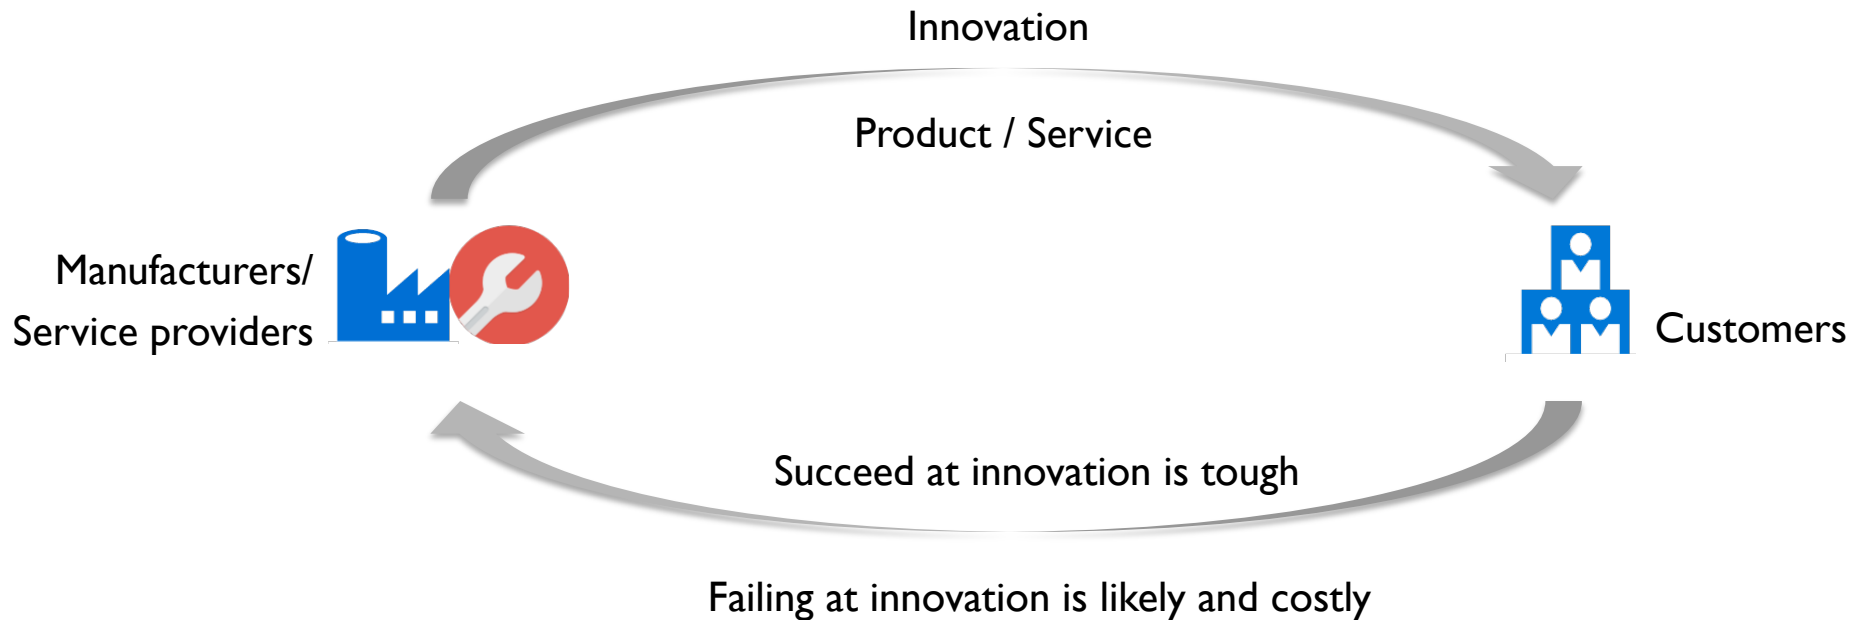 Innovation
Product / Service
Manufacturers/
Service providers
Customers
Succeed at innovation is tough
Failing at innovation is likely and costly